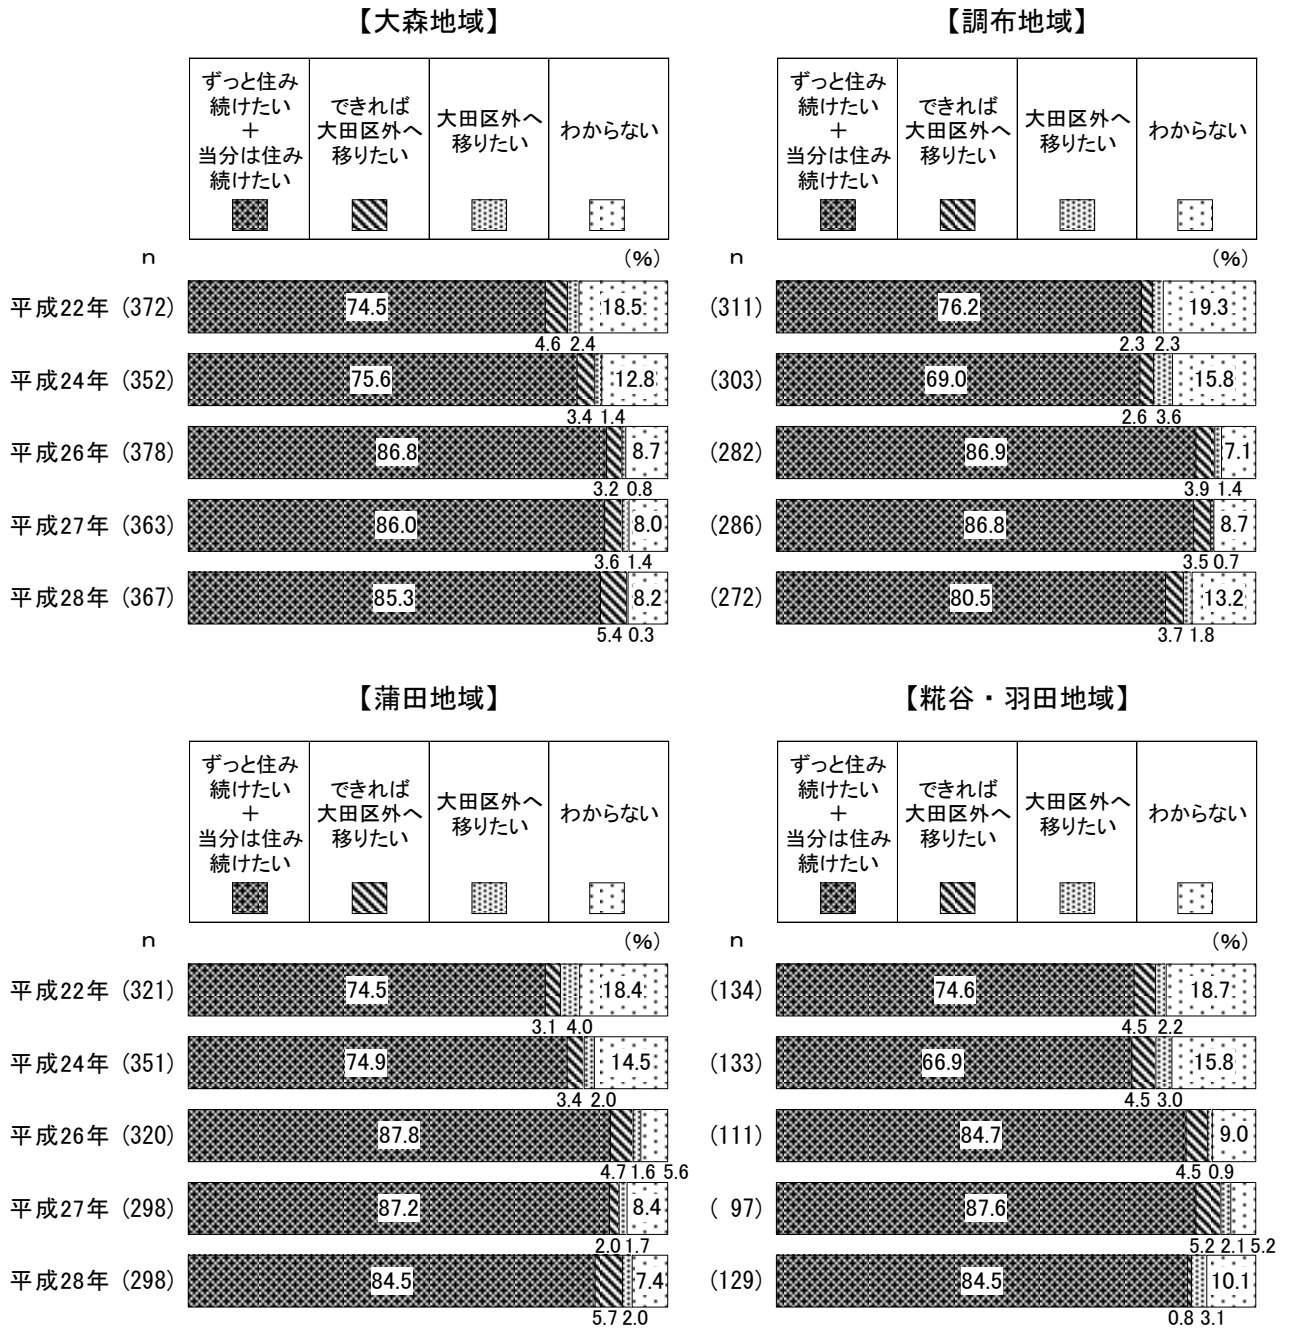 【大森地域】
ずっと住み
続けたい
＋
当分は住み
続けたい
できれば
大田区外へ
移りたい
大田区外へ
移りたい
わからない
n
(%)
平成22年 (372)
74.5
18.5
4.6 2.4
平成24年 (352)
75.6
12.8
3.4 1.4
平成26年 (378)
86.8
8.7
3.2 0.8
平成27年 (363)
86.0
8.0
3.6 1.4
平成28年 (367)
85.3
8.2
5.4 0.3
【調布地域】
ずっと住み
続けたい
＋
当分は住み
続けたい
できれば
大田区外へ
移りたい
大田区外へ
移りたい
わからない
n
(%)
(311)
76.2
19.3
2.3 2.3
(303)
69.0
15.8
2.6 3.6
(282)
86.9
7.1
3.9 1.4
(286)
86.8
8.7
3.5 0.7
(272)
80.5
13.2
3.7 1.8
【蒲田地域】
ずっと住み
続けたい
＋
当分は住み
続けたい
できれば
大田区外へ
移りたい
大田区外へ
移りたい
わからない
n
(%)
平成22年 (321)
74.5
18.4
3.1 4.0
平成24年 (351)
74.9
14.5
3.4 2.0
平成26年 (320)
87.8
4.7 1.6 5.6
平成27年 (298)
87.2
8.4
2.0 1.7
平成28年 (298)
84.5
7.4
5.7 2.0
【糀谷・羽田地域】
ずっと住み
続けたい
＋
当分は住み
続けたい
できれば
大田区外へ
移りたい
大田区外へ
移りたい
わからない
n
(%)
(134)
74.6
18.7
4.5 2.2
(133)
66.9
15.8
4.5 3.0
(111)
84.7
9.0
4.5 0.9
( 97)
87.6
5.2 2.1 5.2
(129)
84.5
10.1
0.8 3.1